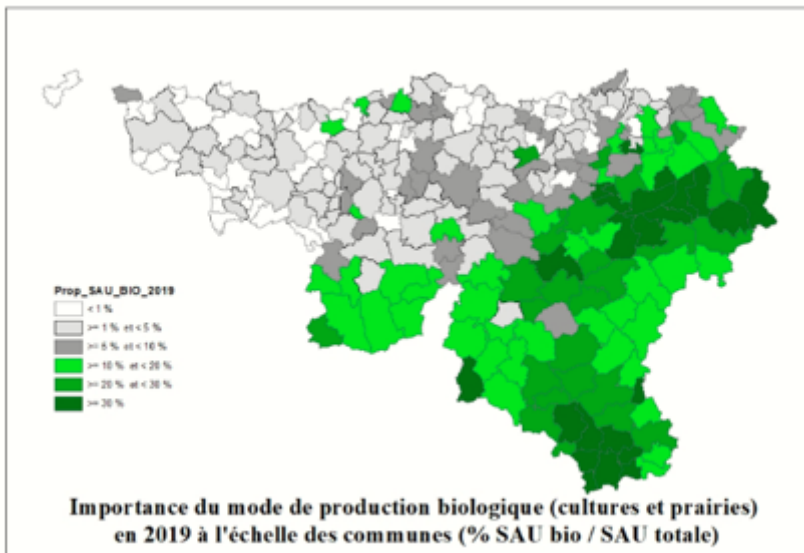 Prop_SAU_BIO_2019
< 1 %
>= 1 % et < 5 %
>= 5 % et < 10 %
>= 10 % et < 20 %
>= 20 % et < 30 %
>= 30 %
Importance du mode de production biologique (cultures et prairies)
en 2019 à l'échelle des communes (% SAU bio / SAU totale)